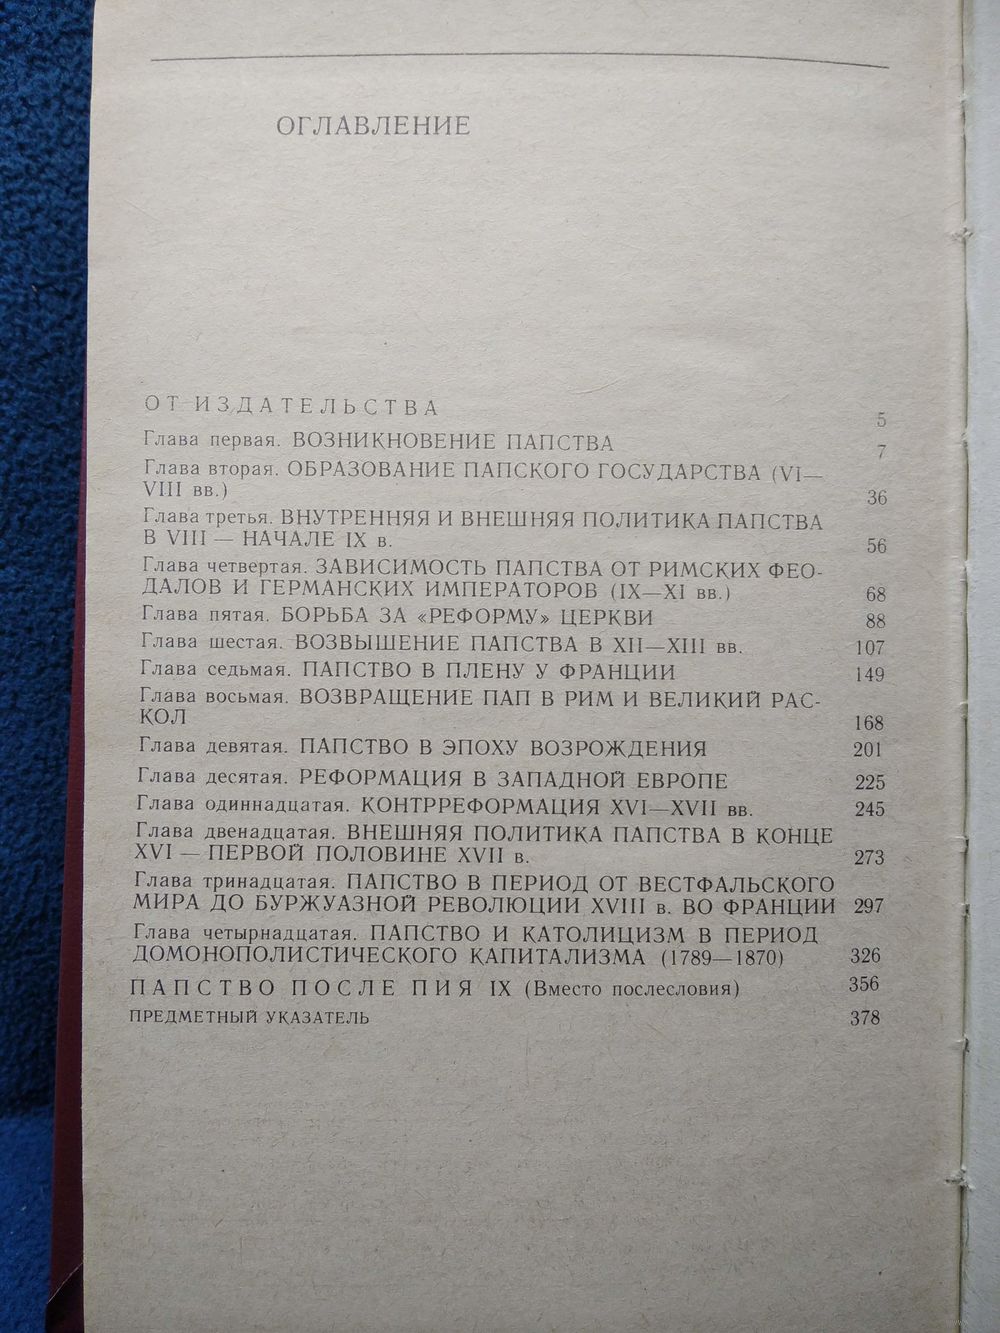 ОГЛАВЛЕНИЕ
ОТ ИЗДАТЕЛЬСТВА 5
Глава первая. ВОЗНИКНОВЕНИЕ ПАПСТВА 7
Глава вторая. ОБРАЗОВАНИЕ ПАПСКОГО ГОСУДАРСТВА (VI—
VIII вв.) 36
Глава третья. ВНУТРЕННЯЯ И ВНЕШНЯЯ ПОЛИТИКА ПАПСТВА
В VIII — НАЧАЛЕ IX в. 56
Глава четвертая. ЗАВИСИМОСТЬ ПАПСТВА ОТ РИМСКИХ ФЕО-
ДАЛОВ И ГЕРМАНСКИХ ИМПЕРАТОРОВ (IX—XI вв.) 68
Глава пятая. БОРЬБА ЗА «РЕФОРМУ» ЦЕРКВИ 88
Глава шестая. ВОЗВЫШЕНИЕ ПАПСТВА В XII—XIII вв. 107
Глава седьмая. ПАПСТВО В ПЛЕНУ У ФРАНЦИИ 149
Глава восьмая. ВОЗВРАЩЕНИЕ ПАП В РИМ И ВЕЛИКИЙ РАС-
КОЛ 168
Глава девятая. ПАПСТВО В ЭПОХУ ВОЗРОЖДЕНИЯ 201
Глава десятая. РЕФОРМАЦИЯ В ЗАПАДНОЙ ЕВРОПЕ 225
Глава одиннадцатая. КОНТРРЕФОРМАЦИЯ XVI—XVII вв. 245
Глава двенадцатая. ВНЕШНЯЯ ПОЛИТИКА ПАПСТВА В КОНЦЕ
XVI — ПЕРВОЙ ПОЛОВИНЕ XVII в. 273
Глава тринадцатая. ПАПСТВО В ПЕРИОД ОТ ВЕСТФАЛЬСКОГО
МИРА ДО БУРЖУАЗНОЙ РЕВОЛЮЦИИ XVIII в. ВО ФРАНЦИИ 297
Глава четырнадцатая. ПАПСТВО И КАТОЛИЦИЗМ В ПЕРИОД
ДОМОНОПОЛИСТИЧЕСКОГО КАПИТАЛИЗМА (1789—1870) 326
ПАПСТВО ПОСЛЕ ПИЯ IX (Вместо послесловия) 356
ПРЕДМЕТНЫЙ УКАЗАТЕЛЬ 378